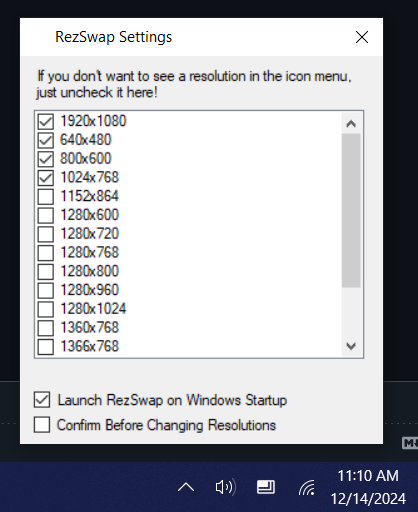 RezSwap Settings
If you don't want to see a resolution in the icon menu,
just uncheck it here!
1920x1080
640x480
800x600
1024x768
1152x864
1280x600
1280x720
1280x768
1280x800
1280x960
1280x1024
1360x768
1366x768
Launch RezSwap on Windows Startup
Confirm Before Changing Resolutions
11:10 AM
12/14/2024